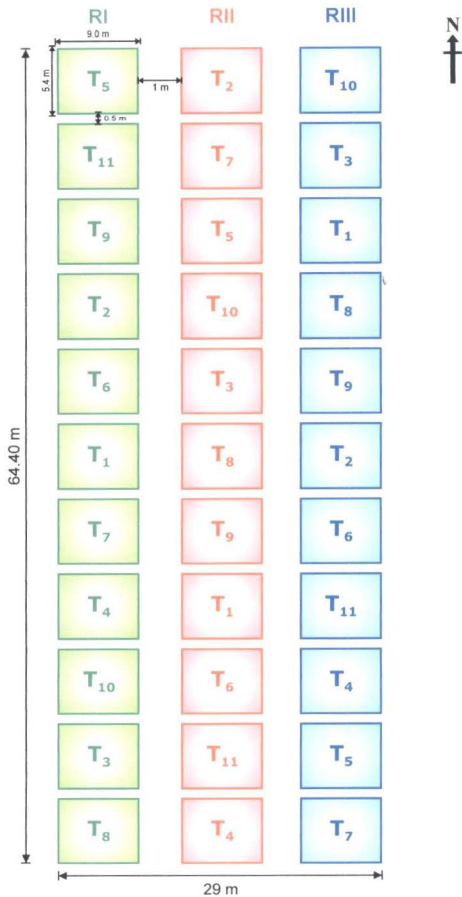 RI RII RIII N
9.0 m
5.4 m
1 m
0.5 m
T5 T2 T10
T11 T7 T3
T9 T5 T1
T2 T10 T8
T6 T3 T9
T1 T8 T2
T7 T9 T6
T4 T1 T11
T10 T6 T4
T3 T11 T5
T8 T4 T7
64.40 m
29 m